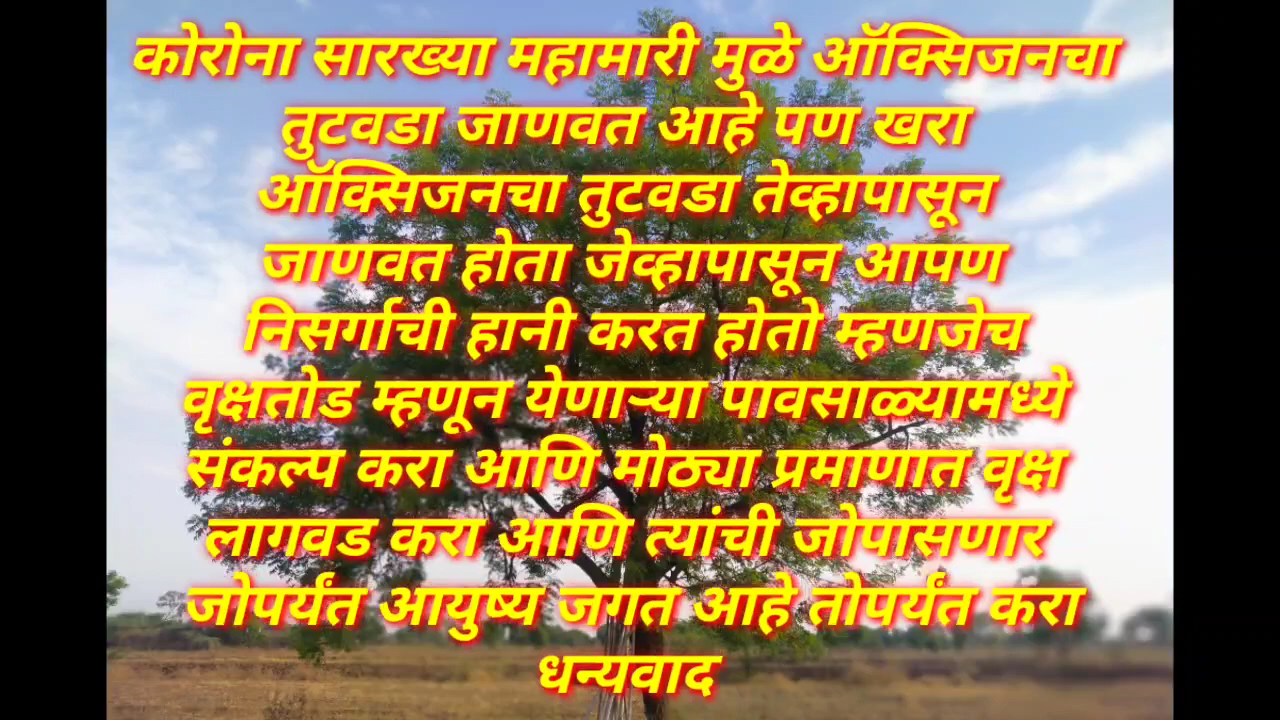 कोरोना सारख्या महामारी मुळे ऑक्सिजनचा
तुटवडा जाणवत आहे पण खरा
ऑक्सिजनचा तुटवडा तेव्हापासून
जाणवत होता जेव्हापासून आपण
निसर्गाची हानी करत होतो म्हणजेच
वृक्षतोड म्हणून येणाऱ्या पावसाळ्यामध्ये
संकल्प करा आणि मोठ्या प्रमाणात वृक्ष
लागवड करा आणि त्यांची जोपासणार
जोपर्यंत आयुष्य जगत आहे तोपर्यंत करा
धन्यवाद